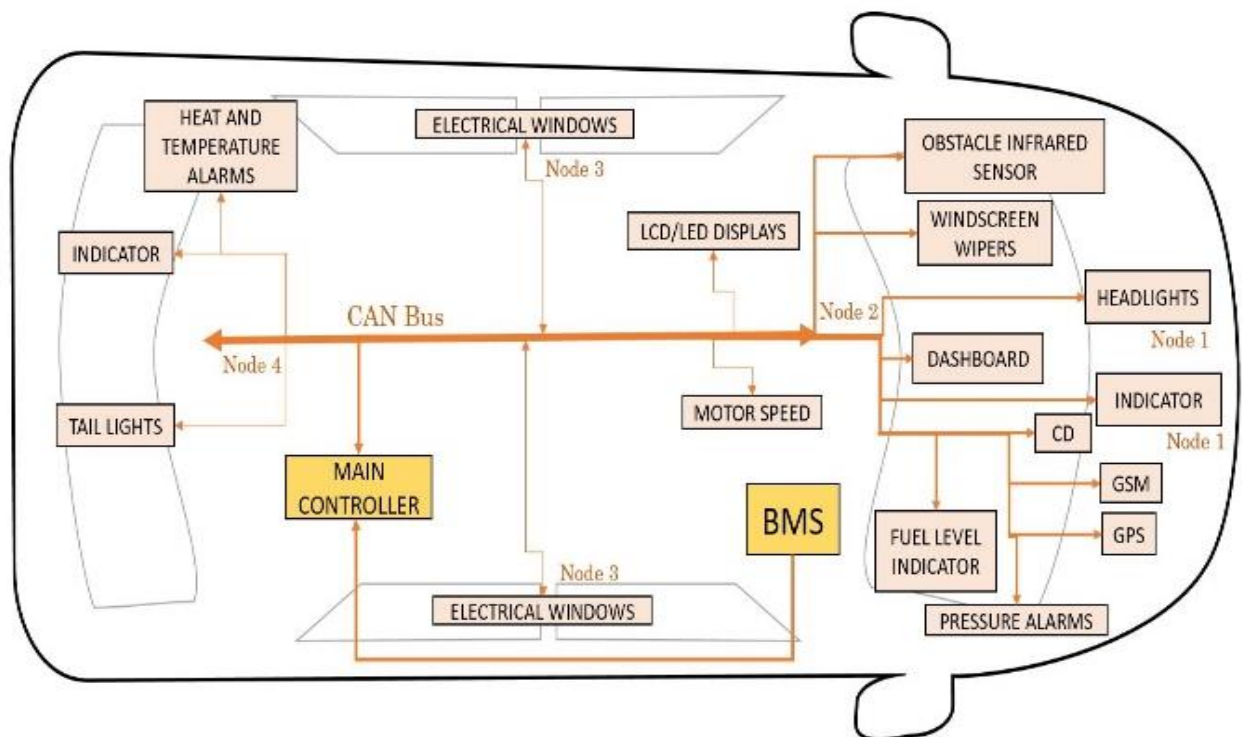 HEAT AND
TEMPERATURE
ALARMS
ELECTRICAL WINDOWS
Node 3
OBSTACLE INFRARED
SENSOR
WINDSCREEN
WIPERS
LCD/LED DISPLAYS
INDICATOR
HEADLIGHTS
Node 1
CAN Bus
Node 2
Node 4
DASHBOARD
INDICATOR
Node 1
MOTOR SPEED
CD
TAIL LIGHTS
MAIN
CONTROLLER
BMS
GSM
GPS
FUEL LEVEL
INDICATOR
Node 3
ELECTRICAL WINDOWS
PRESSURE ALARMS